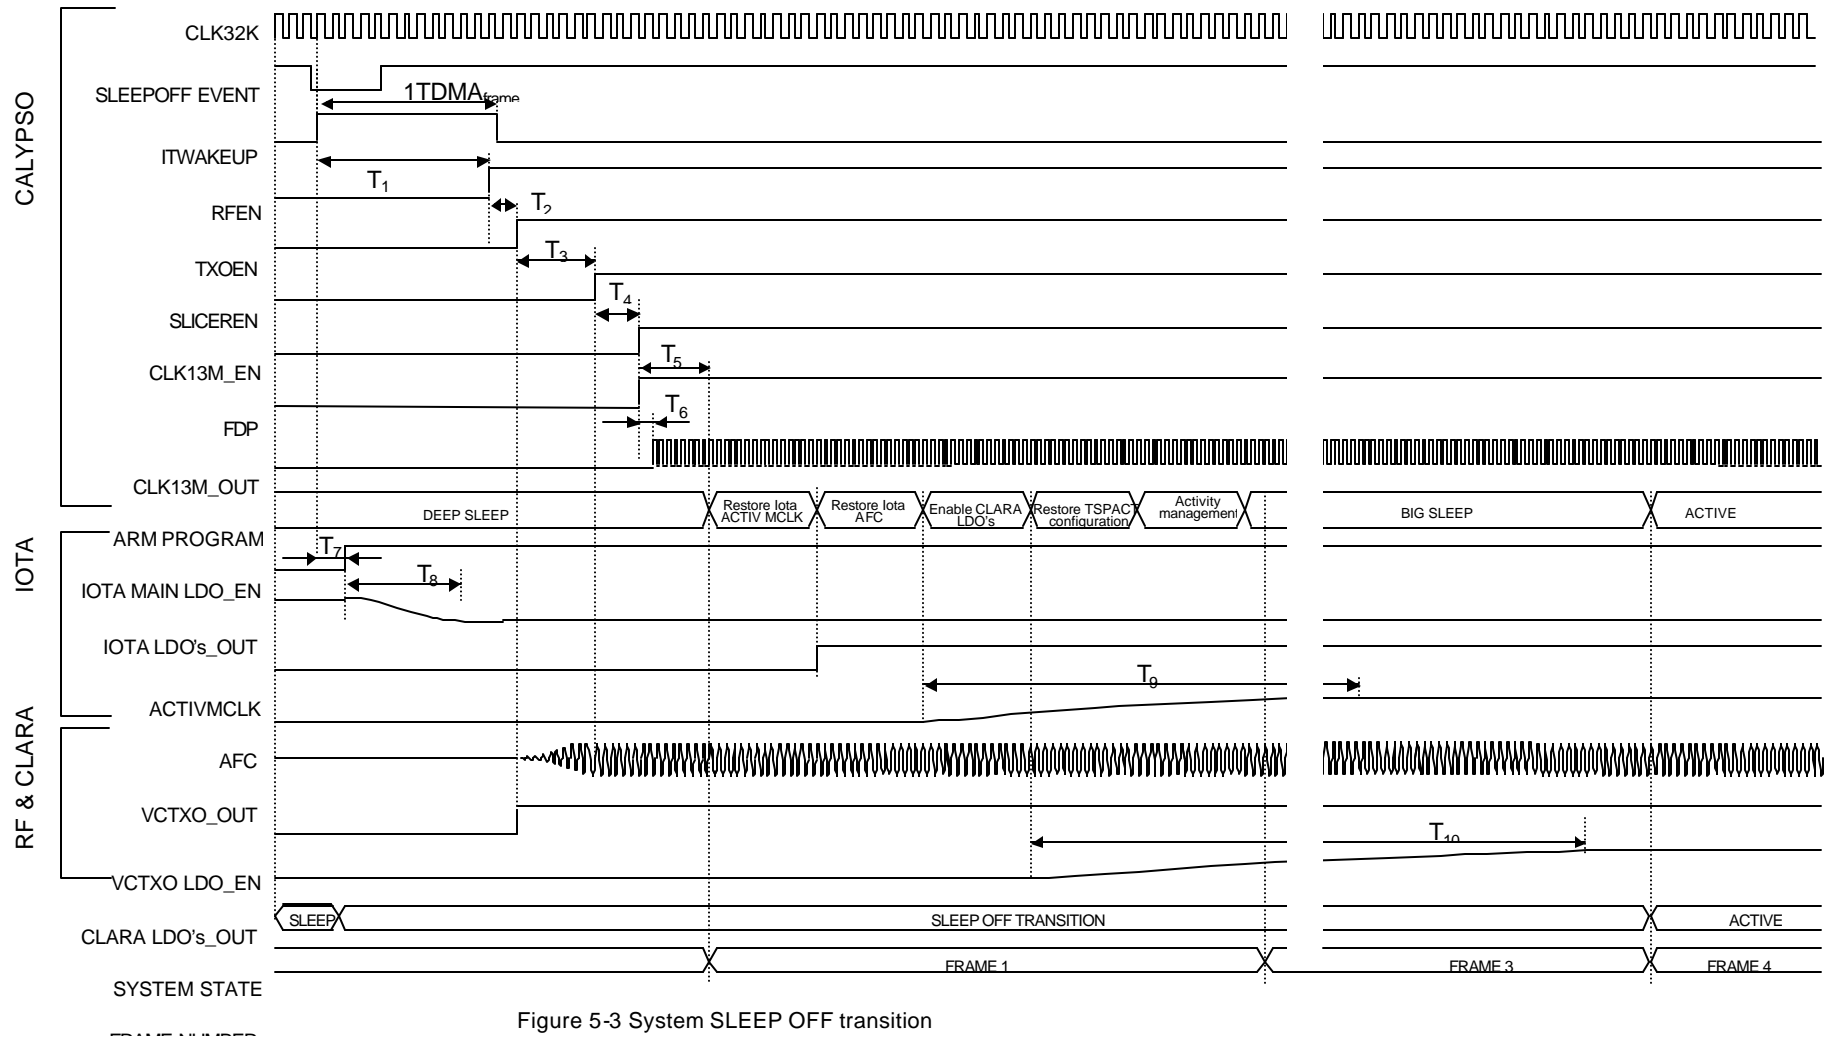 CALYPSO
CLK32K
SLEEPOFF EVENT
1TDMAframe
ITWAKEUP
T1
RFEN
T2
TXOEN
T3
SLICEREN
T4
CLK13M_EN
T5
FDP
T6
CLK13M_OUT
DEEP SLEEP
Restore Iota
ACTIV MCLK
Restore Iota
AFC
Enable CLARA
LDO's
Restore TSPACT
configuration
Activity
management
BIG SLEEP
ACTIVE
ARM PROGRAM
IOTA
T7
IOTA MAIN LDO_EN
T8
IOTA LDO's_OUT
T9
ACTIVMCLK
RF & CLARA
AFC
VCTXO_OUT
T10
VCTXO LDO_EN
SLEEP
SLEEP OFF TRANSITION
ACTIVE
CLARA LDO's_OUT
FRAME 1
FRAME 3
FRAME 4
SYSTEM STATE
FRAME NUMBER
Figure 5-3 System SLEEP OFF transition